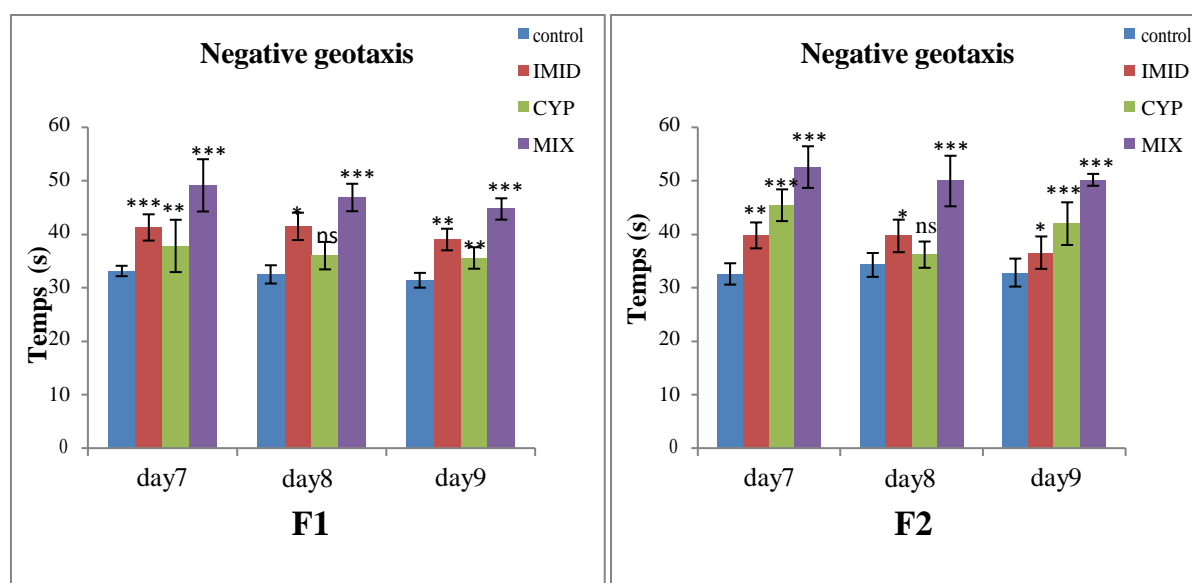 Negative geotaxis
control
IMID
CYP
MIX
Temps (s)
60
50
40
30
20
10
0
*** ** ***
* ns ***
** ** ***
day7 day8 day9
F1
Negative geotaxis
control
IMID
CYP
MIX
Temps (s)
60
50
40
30
20
10
0
** *** ***
* ns ***
* *** ***
day7 day8 day9
F2